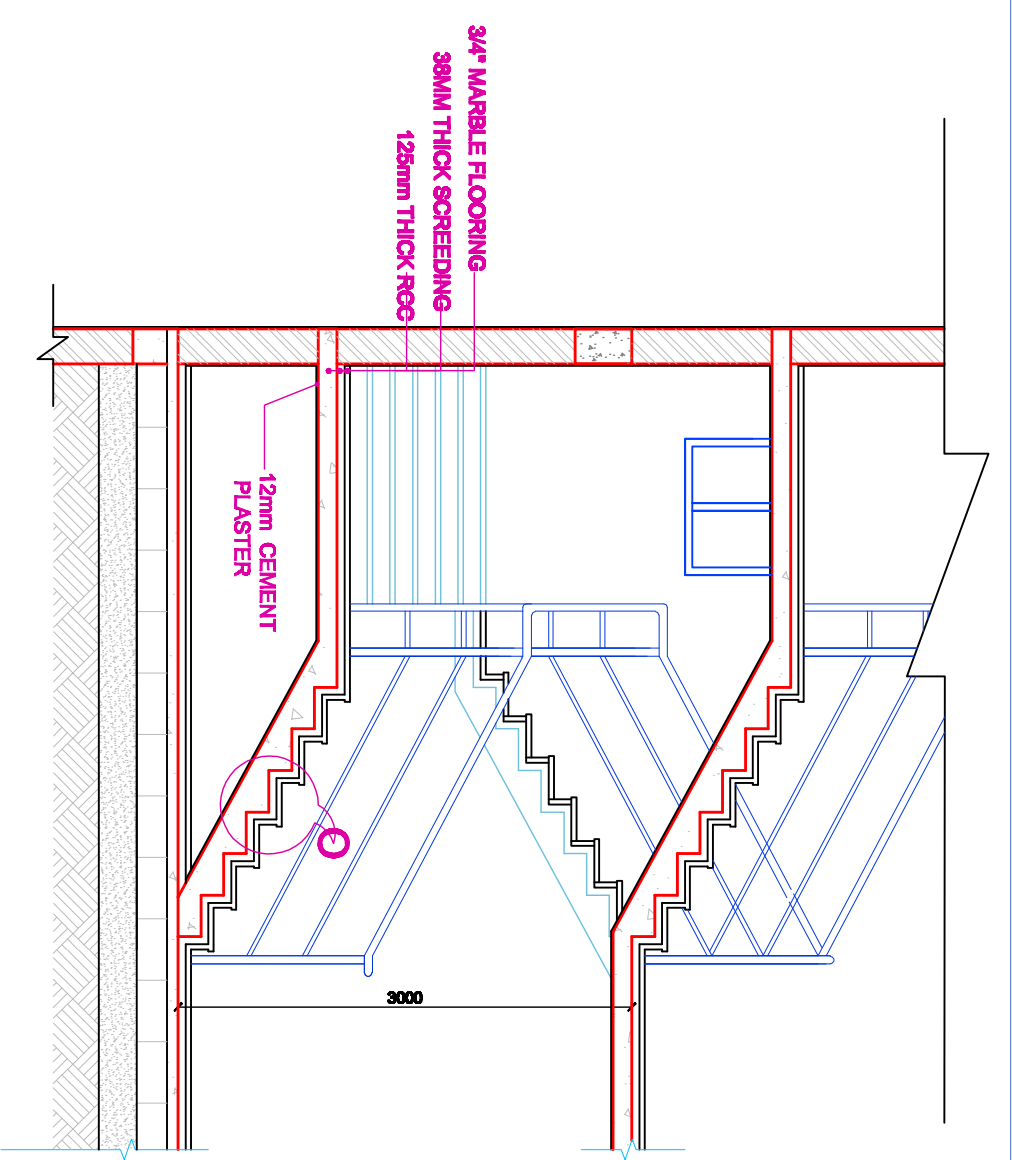 3/4" MARBLE FLOORING
38MM THICK SCREEDING
125mm THICK RCC
12mm CEMENT
PLASTER
3000